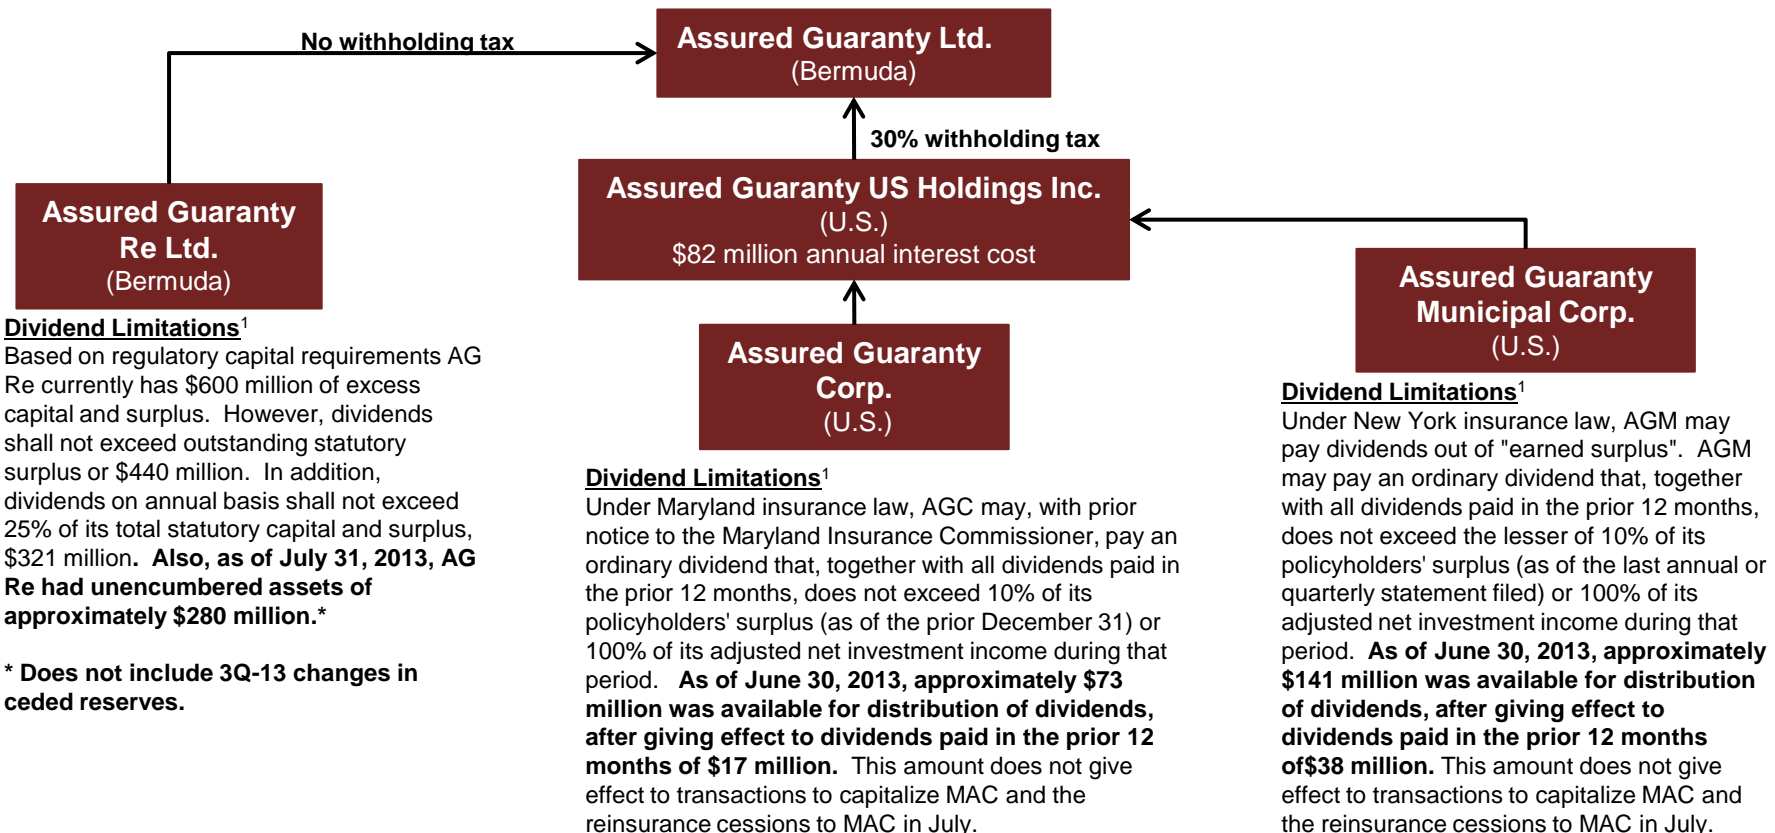 No withholding tax
Assured Guaranty Ltd.
(Bermuda)
30% withholding tax
Assured Guaranty US Holdings Inc.
(U.S.)
$82 million annual interest cost
Assured Guaranty
Re Ltd.
(Bermuda)
Assured Guaranty
Municipal Corp.
(U.S.)
Assured Guaranty
Corp.
(U.S.)
Dividend Limitations1
Based on regulatory capital requirements AG
Re currently has $600 million of excess
capital and surplus.  However, dividends
shall not exceed outstanding statutory
surplus or $440 million.  In addition,
dividends on annual basis shall not exceed
25% of its total statutory capital and surplus,
$321 million.  Also, as of July 31, 2013, AG
Re had unencumbered assets of
approximately $280 million.*
* Does not include 3Q-13 changes in
ceded reserves.
Dividend Limitations1
Under Maryland insurance law, AGC may, with prior
notice to the Maryland Insurance Commissioner, pay an
ordinary dividend that, together with all dividends paid in
the prior 12 months, does not exceed 10% of its
policyholders' surplus (as of the prior December 31) or
100% of its adjusted net investment income during that
period.   As of June 30, 2013, approximately $73
million was available for distribution of dividends,
after giving effect to dividends paid in the prior 12
months of $17 million.  This amount does not give
effect to transactions to capitalize MAC and the
reinsurance cessions to MAC in July.
Dividend Limitations1
Under New York insurance law, AGM may
pay dividends out of "earned surplus".  AGM
may pay an ordinary dividend that, together
with all dividends paid in the prior 12 months,
does not exceed the lesser of 10% of its
policyholders' surplus (as of the last annual or
quarterly statement filed) or 100% of its
adjusted net investment income during that
period.  As of June 30, 2013, approximately
$141 million was available for distribution
of dividends, after giving effect to
dividends paid in the prior 12 months
of$38 million. This amount does not give
effect to transactions to capitalize MAC and
the reinsurance cessions to MAC in July.